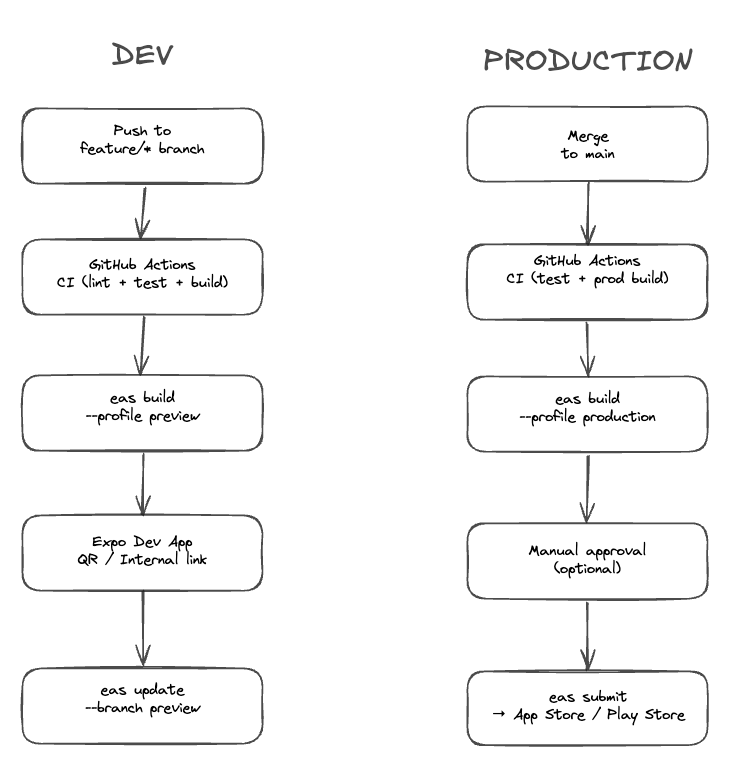 DEV
Push to
feature/* branch
GitHub Actions
CI (lint + test + build)
eas build
--profile preview
Expo Dev App
QR / Internal link
eas update
--branch preview
PRODUCTION
Merge
to main
GitHub Actions
CI (test + prod build)
eas build
--profile production
Manual approval
(optional)
eas submit
→ App Store / Play Store